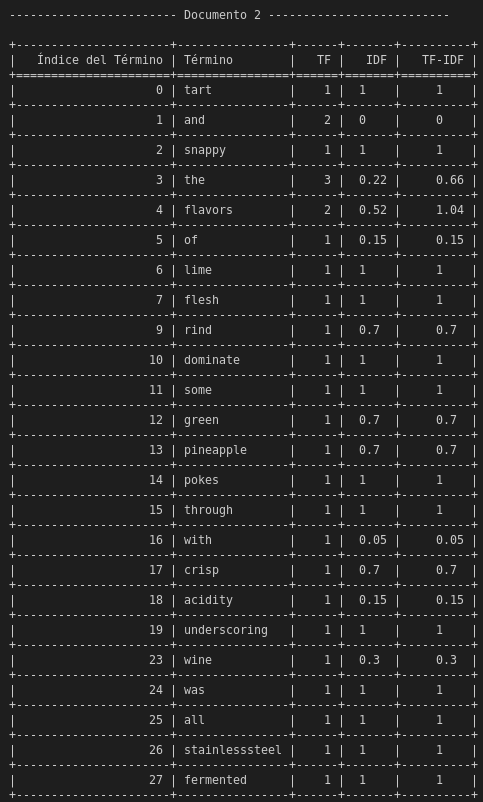 ------------------------ Documento 2 --------------------------
+----------------------+----------------+------+-------+----------+
|   Índice del Término | Término        |   TF |   IDF |   TF-IDF |
+======================+================+======+=======+==========+
|                    0 | tart           |    1 |  1    |     1    |
+----------------------+----------------+------+-------+----------+
|                    1 | and            |    2 |  0    |     0    |
+----------------------+----------------+------+-------+----------+
|                    2 | snappy         |    1 |  1    |     1    |
+----------------------+----------------+------+-------+----------+
|                    3 | the            |    3 |  0.22 |     0.66 |
+----------------------+----------------+------+-------+----------+
|                    4 | flavors        |    2 |  0.52 |     1.04 |
+----------------------+----------------+------+-------+----------+
|                    5 | of             |    1 |  0.15 |     0.15 |
+----------------------+----------------+------+-------+----------+
|                    6 | lime           |    1 |  1    |     1    |
+----------------------+----------------+------+-------+----------+
|                    7 | flesh          |    1 |  1    |     1    |
+----------------------+----------------+------+-------+----------+
|                    9 | rind           |    1 |  0.7  |     0.7  |
+----------------------+----------------+------+-------+----------+
|                   10 | dominate       |    1 |  1    |     1    |
+----------------------+----------------+------+-------+----------+
|                   11 | some           |    1 |  1    |     1    |
+----------------------+----------------+------+-------+----------+
|                   12 | green          |    1 |  0.7  |     0.7  |
+----------------------+----------------+------+-------+----------+
|                   13 | pineapple      |    1 |  0.7  |     0.7  |
+----------------------+----------------+------+-------+----------+
|                   14 | pokes          |    1 |  1    |     1    |
+----------------------+----------------+------+-------+----------+
|                   15 | through        |    1 |  1    |     1    |
+----------------------+----------------+------+-------+----------+
|                   16 | with           |    1 |  0.05 |     0.05 |
+----------------------+----------------+------+-------+----------+
|                   17 | crisp          |    1 |  0.7  |     0.7  |
+----------------------+----------------+------+-------+----------+
|                   18 | acidity        |    1 |  0.15 |     0.15 |
+----------------------+----------------+------+-------+----------+
|                   19 | underscoring   |    1 |  1    |     1    |
+----------------------+----------------+------+-------+----------+
|                   23 | wine           |    1 |  0.3  |     0.3  |
+----------------------+----------------+------+-------+----------+
|                   24 | was            |    1 |  1    |     1    |
+----------------------+----------------+------+-------+----------+
|                   25 | all            |    1 |  1    |     1    |
+----------------------+----------------+------+-------+----------+
|                   26 | stainlesssteel |    1 |  1    |     1    |
+----------------------+----------------+------+-------+----------+
|                   27 | fermented      |    1 |  1    |     1    |
+----------------------+----------------+------+-------+----------+